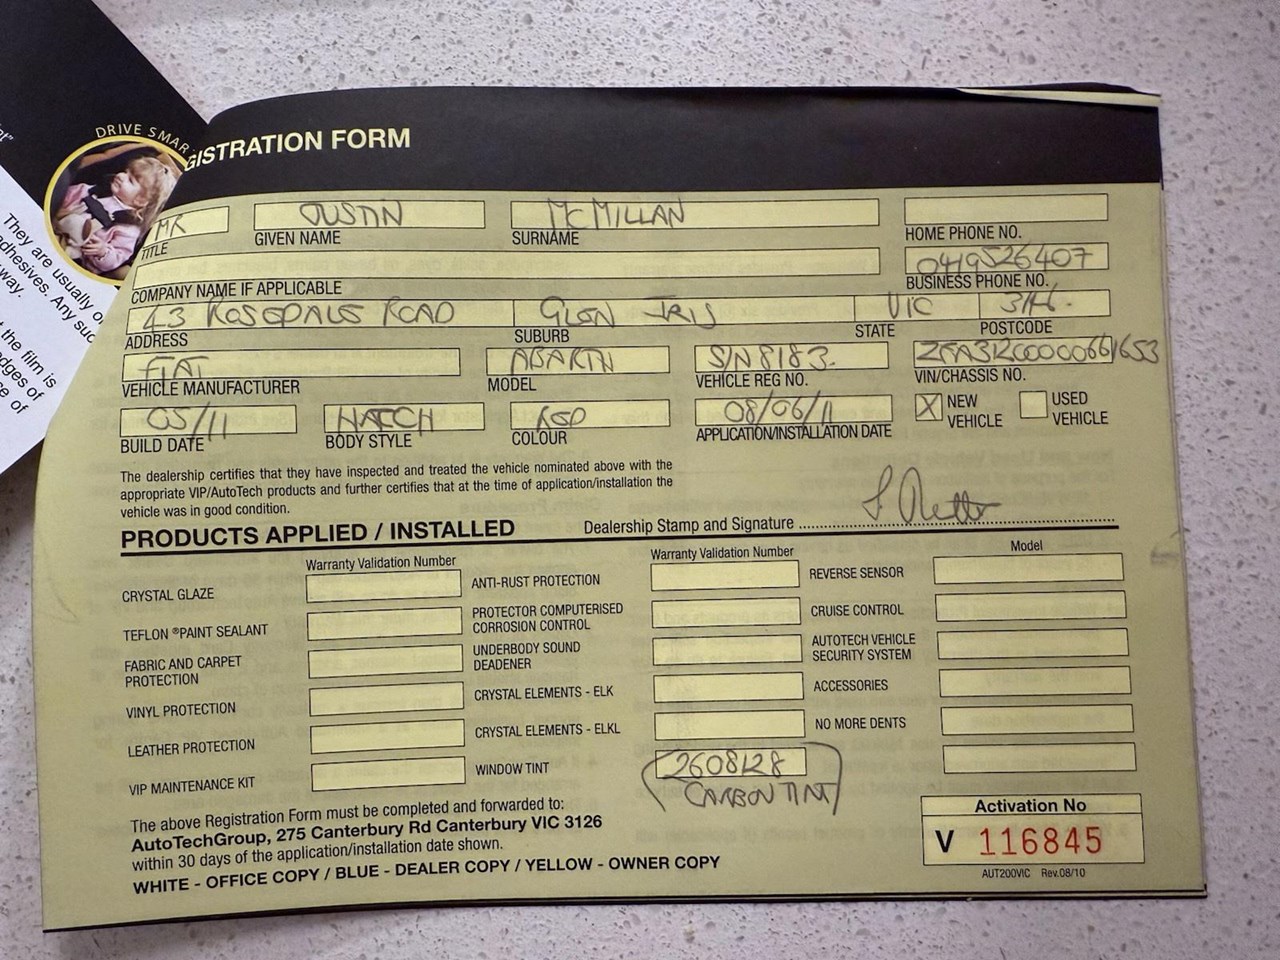 et"
They are usually o
adhesives. Any suc
way.
t the film is
edges of
se of
DRIVE SMAR
GISTRATION FORM
MR
TITLE
GIVEN NAME
McMILLAN
SURNAME
HOME PHONE NO.
COMPANY NAME IF APPLICABLE
0419526407
BUSINESS PHONE NO.
43 ROSEDALE ROAD
ADDRESS
GLEN IRIS
SUBURB
VIC
STATE
POSTCODE
FIAT
VEHICLE MANUFACTURER
ABARTH
MODEL
S/N 8183.
VEHICLE REG NO.
ZFA3120000661653
VIN/CHASSIS NO.
05/11
BUILD DATE
HATCH
BODY STYLE
RED
COLOUR
08/06/11
APPLICATION/INSTALLATION DATE
X NEW VEHICLE
USED VEHICLE
The dealership certifies that they have inspected and treated the vehicle nominated above with the
appropriate VIP/AutoTech products and further certifies that at the time of application/installation the
vehicle was in good condition.
PRODUCTS APPLIED / INSTALLED
Dealership Stamp and Signature
Warranty Validation Number
Warranty Validation Number
Model
CRYSTAL GLAZE
ANTI-RUST PROTECTION
REVERSE SENSOR
TEFLON ®PAINT SEALANT
PROTECTOR COMPUTERISED
CORROSION CONTROL
CRUISE CONTROL
FABRIC AND CARPET
PROTECTION
UNDERBODY SOUND
DEADENER
AUTOTECH VEHICLE
SECURITY SYSTEM
VINYL PROTECTION
CRYSTAL ELEMENTS - ELK
ACCESSORIES
LEATHER PROTECTION
CRYSTAL ELEMENTS - ELKL
NO MORE DENTS
VIP MAINTENANCE KIT
WINDOW TINT
2608128
CARBON TINT
The above Registration Form must be completed and forwarded to:
AutoTechGroup, 275 Canterbury Rd Canterbury VIC 3126
within 30 days of the application/installation date shown.
WHITE - OFFICE COPY / BLUE - DEALER COPY / YELLOW - OWNER COPY
Activation No
V 116845
AUT200VIC Rev.08/10